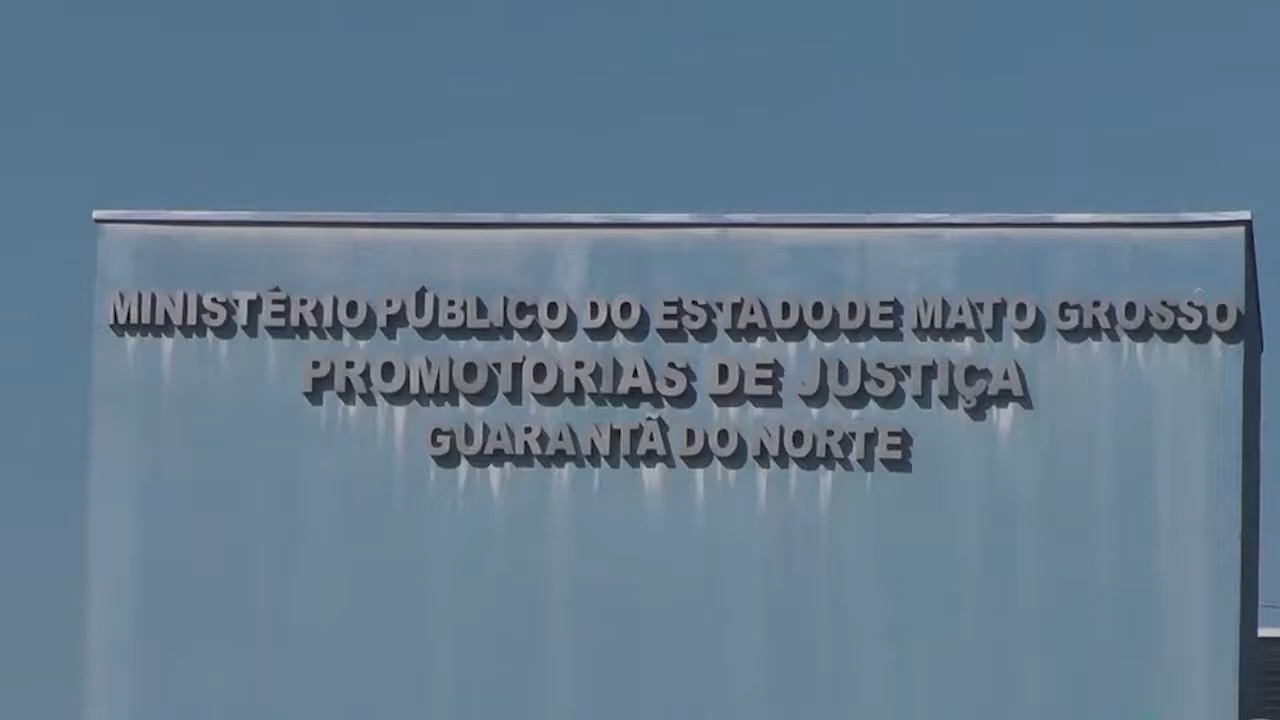 MINISTÉRIO PÚBLICO DO ESTADO DE MATO GROSSO
PROMOTORIAS DE JUSTIÇA
GUARANTÃ DO NORTE